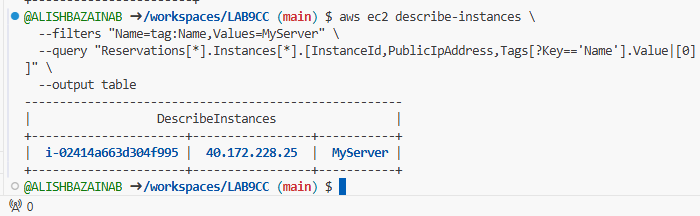 @ALISHBAZAINAB ➜/workspaces/LAB9CC (main) $ aws ec2 describe-instances \
--filters "Name=tag:Name,Values=MyServer" \
--query "Reservations[*].Instances[*].[InstanceId,PublicIpAddress,Tags[?Key=='Name'].Value|[0]
]" \
--output table
-----------------------------------------------------
|                 DescribeInstances                 |
+----------------------+-----------------+-----------+
|  i-02414a663d304f995 |  40.172.228.25  |  MyServer |
+----------------------+-----------------+-----------+
@ALISHBAZAINAB ➜/workspaces/LAB9CC (main) $
0